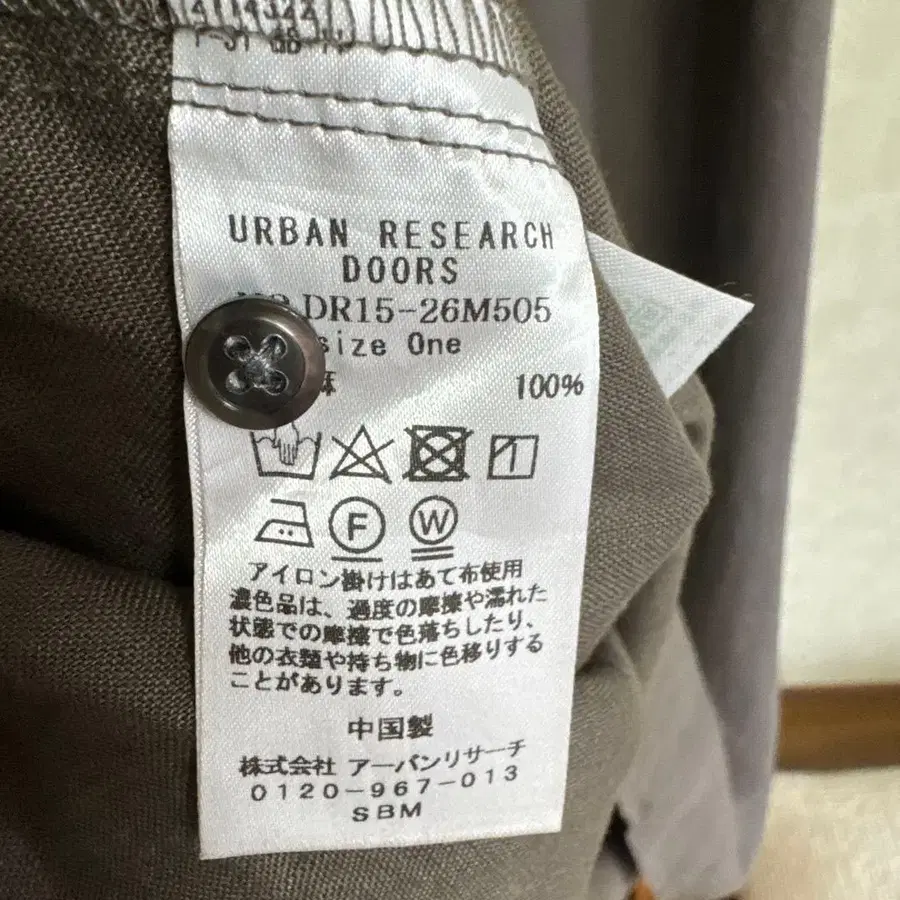 URBAN RESEARCH
DOORS
DR15-26M505
size One
麻 100%
F W
アイロン掛けはあて布使用
濃色品は、過度の摩擦や濡れた
状態での摩擦で色落ちしたり、
他の衣類や持ち物に色移りする
ことがあります。
中国製
株式会社 アーバンリサーチ
0120-967-013
SBM